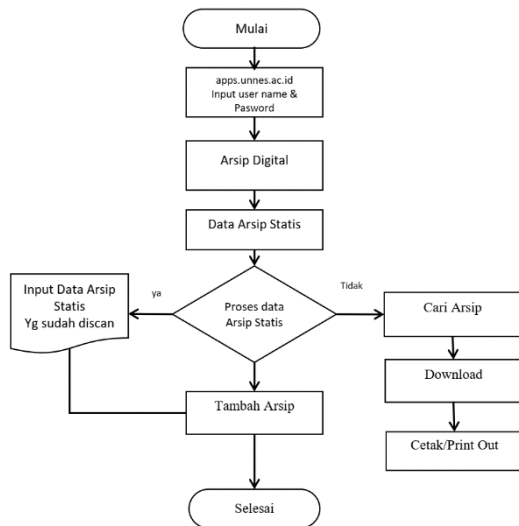 Mulai
apps.unnes.ac.id
Input user name &
Pasword
Arsip Digital
Data Arsip Statis
Input Data Arsip
Statis
Yg sudah discan
ya
Proses data
Arsip Statis
Tidak
Cari Arsip
Download
Tambah Arsip
Cetak/Print Out
Selesai